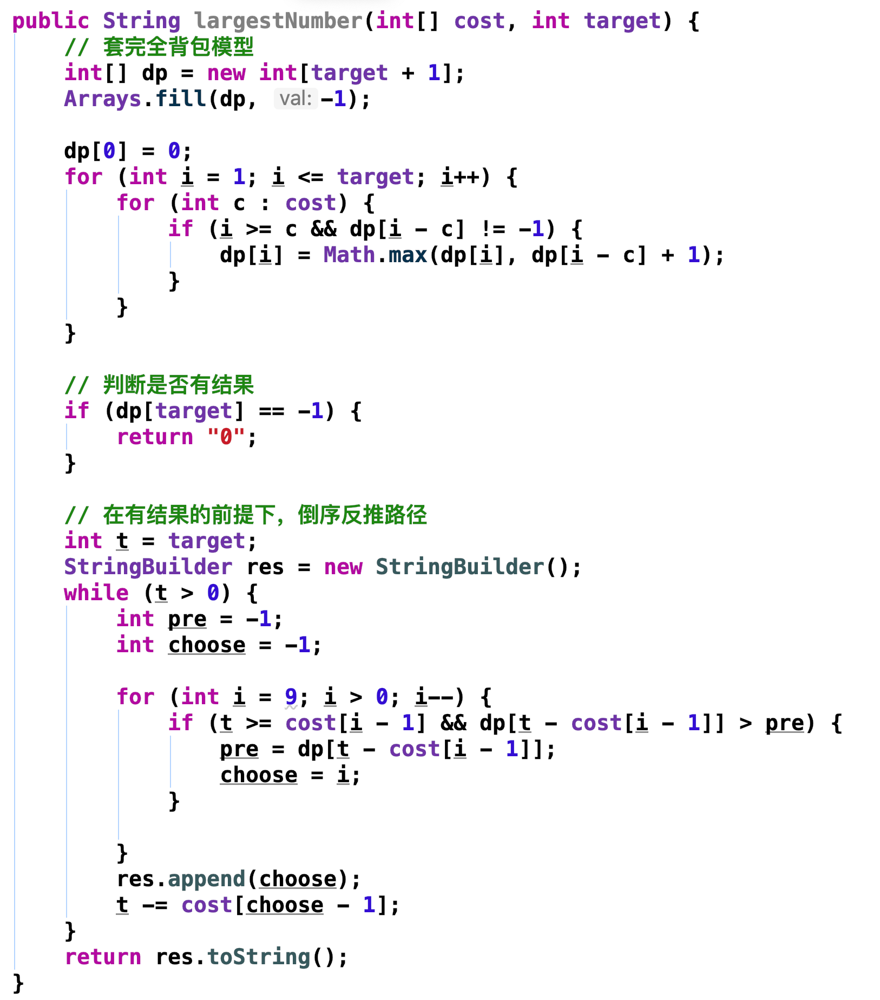 public String largestNumber(int[] cost, int target) {
    // 套完全背包模型
    int[] dp = new int[target + 1];
    Arrays.fill(dp, val: -1);

    dp[0] = 0;
    for (int i = 1; i <= target; i++) {
        for (int c : cost) {
            if (i >= c && dp[i - c] != -1) {
                dp[i] = Math.max(dp[i], dp[i - c] + 1);
            }
        }
    }

    // 判断是否有结果
    if (dp[target] == -1) {
        return "0";
    }

    // 在有结果的前提下，倒序反推路径
    int t = target;
    StringBuilder res = new StringBuilder();
    while (t > 0) {
        int pre = -1;
        int choose = -1;

        for (int i = 9; i > 0; i--) {
            if (t >= cost[i - 1] && dp[t - cost[i - 1]] > pre) {
                pre = dp[t - cost[i - 1]];
                choose = i;
            }

        }
        res.append(choose);
        t -= cost[choose - 1];
    }
    return res.toString();
}